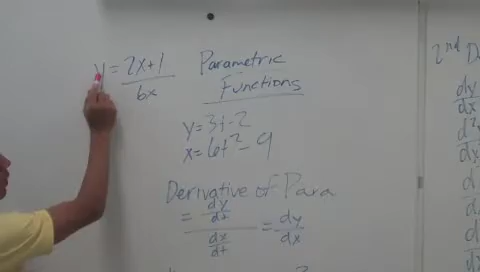 y = 2x+1
6x
Parametric
Functions
y = 3t - 2
x = 6t² - 9
Derivative of Para
= dy
dt
dx
dt
= dy
dx
2nd D
dy
dx
d²
dx
d
d